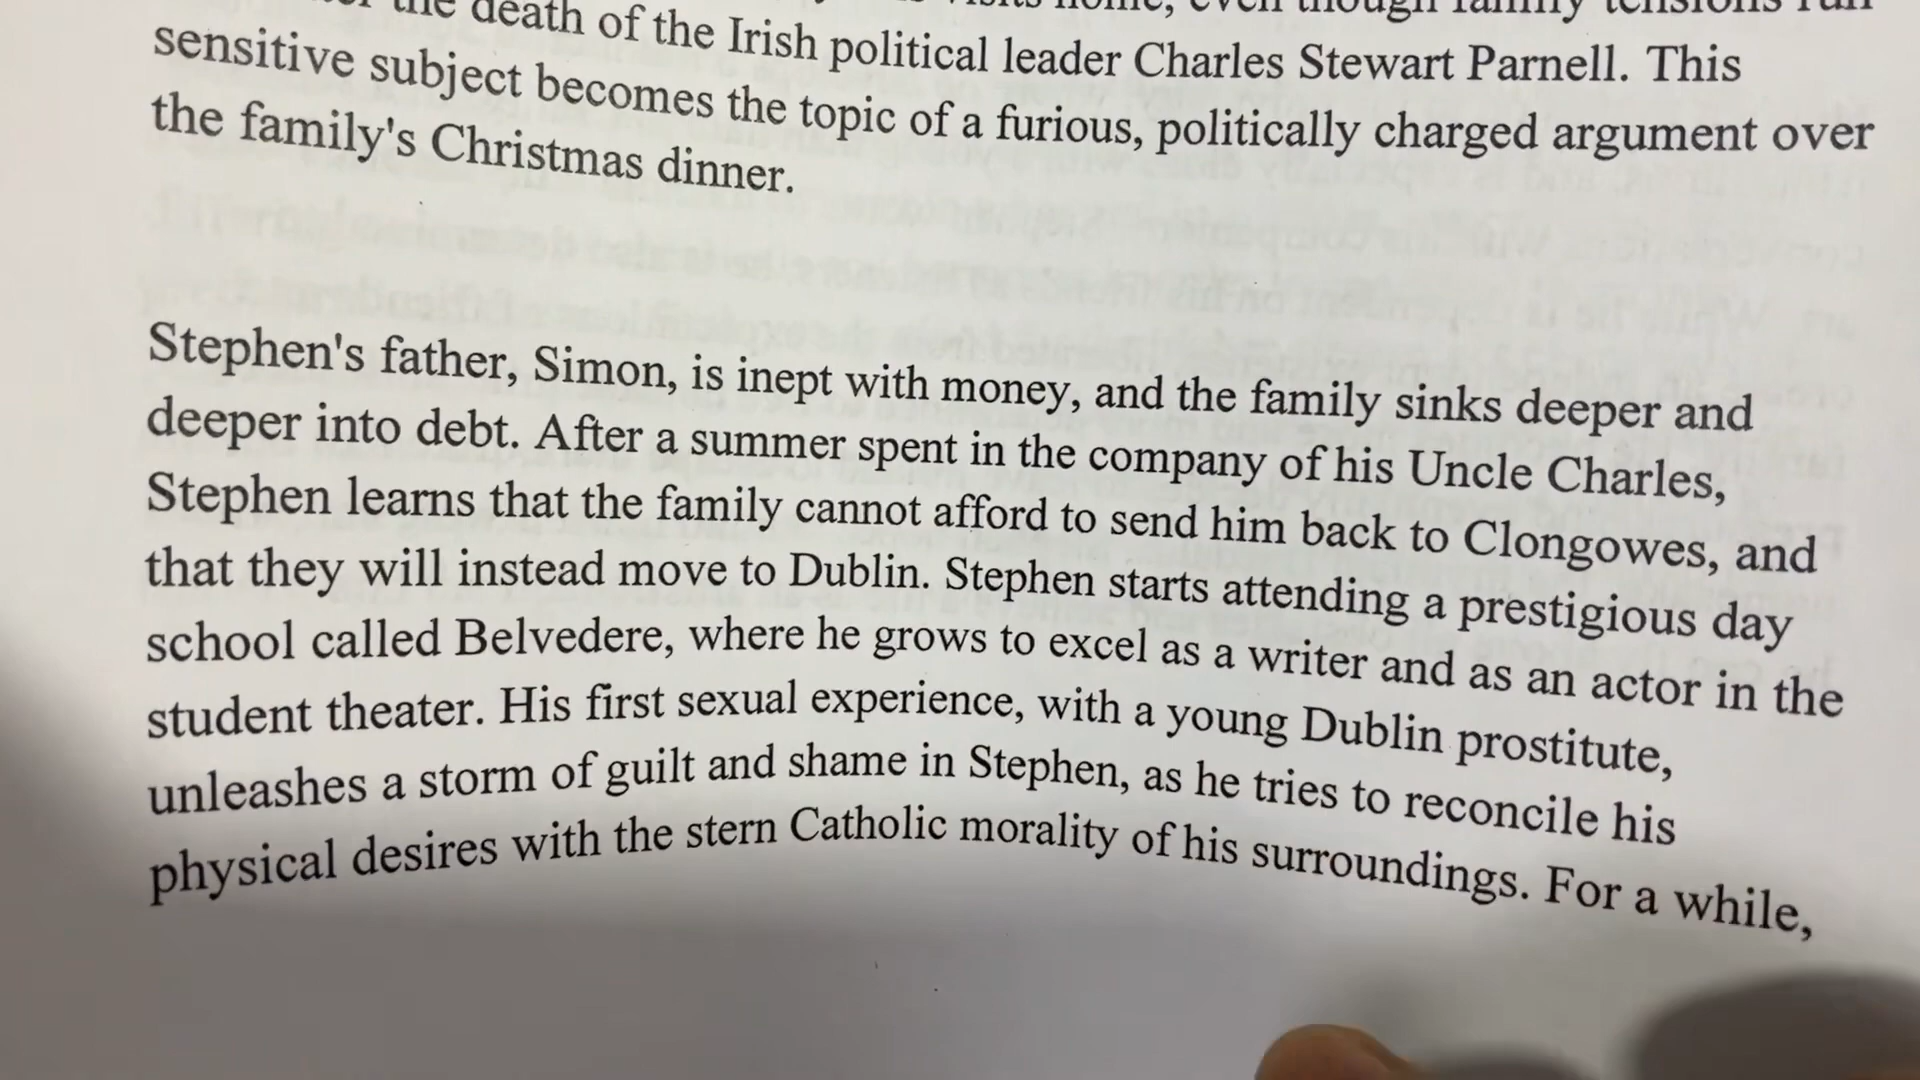 the death of the Irish political leader Charles Stewart Parnell. This
sensitive subject becomes the topic of a furious, politically charged argument over
the family's Christmas dinner.
Stephen's father, Simon, is inept with money, and the family sinks deeper and
deeper into debt. After a summer spent in the company of his Uncle Charles,
Stephen learns that the family cannot afford to send him back to Clongowes, and
that they will instead move to Dublin. Stephen starts attending a prestigious day
school called Belvedere, where he grows to excel as a writer and as an actor in the
student theater. His first sexual experience, with a young Dublin prostitute,
unleashes a storm of guilt and shame in Stephen, as he tries to reconcile his
physical desires with the stern Catholic morality of his surroundings. For a while,